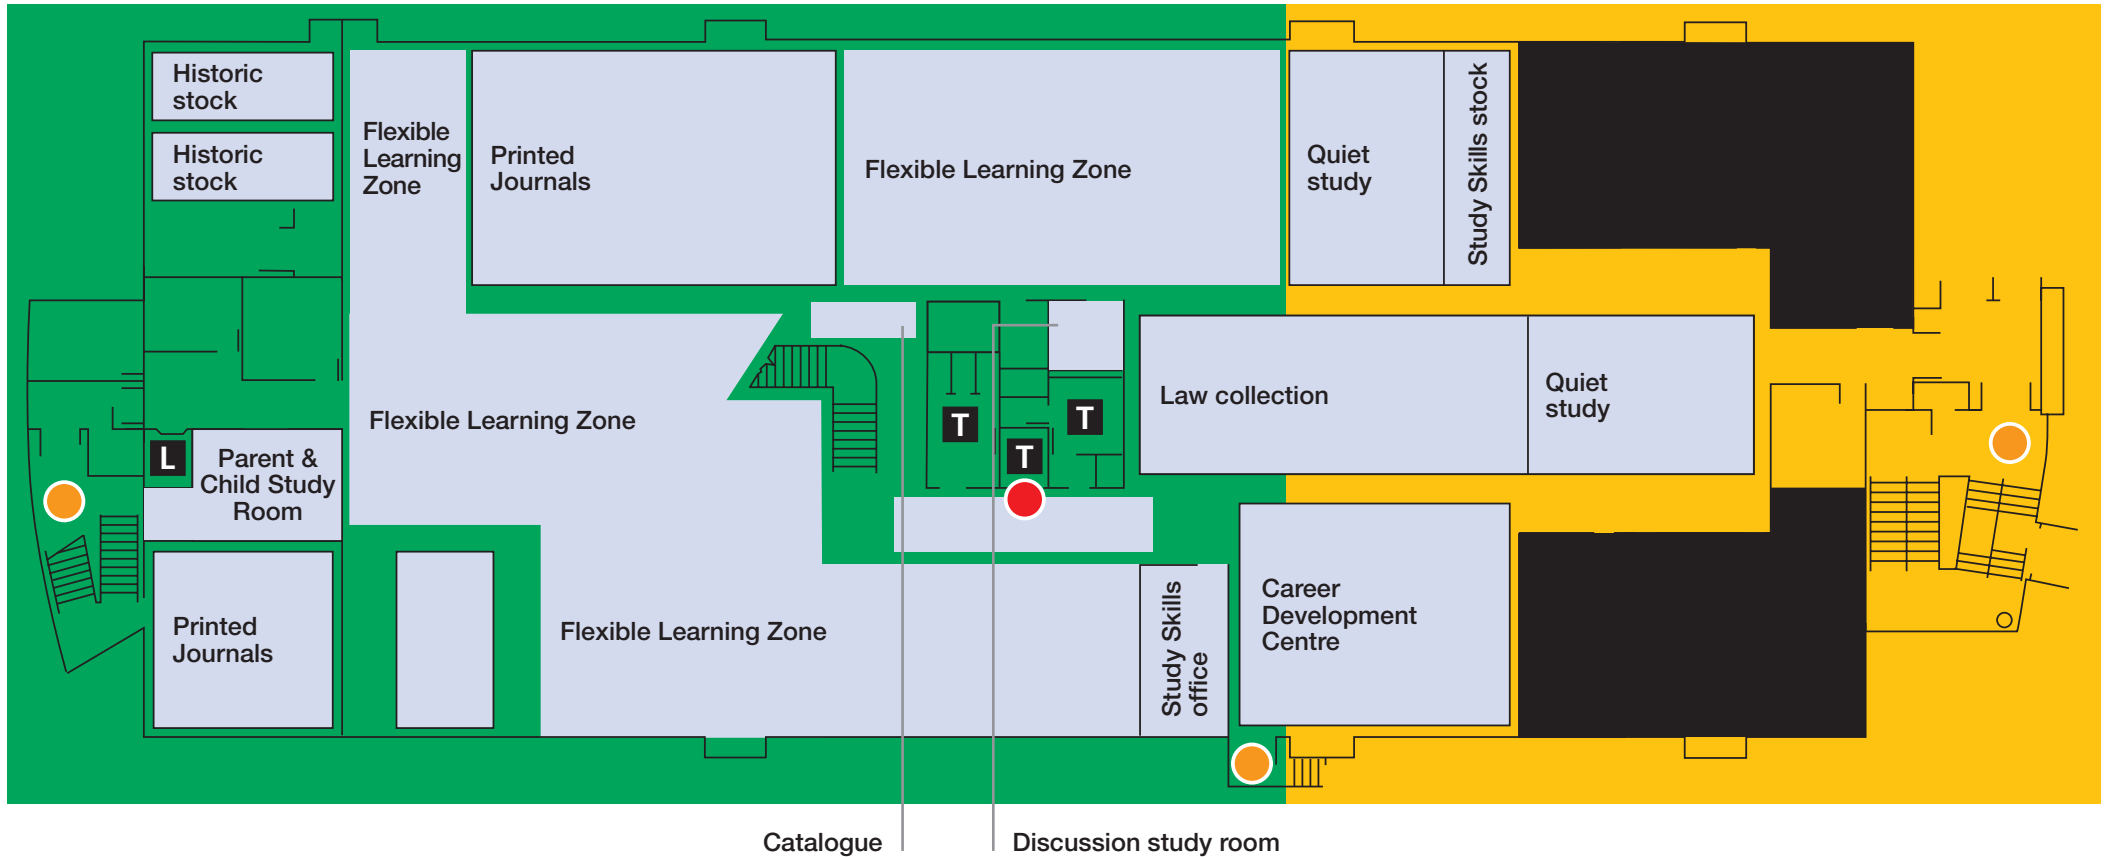 Historic
stock
Historic
stock
Flexible
Learning
Zone
Printed
Journals
Flexible Learning Zone
Quiet
study
Study Skills stock
Flexible Learning Zone
T
T
T
Law collection
Quiet
study
L
Parent &
Child Study
Room
Printed
Journals
Flexible Learning Zone
Study Skills
office
Career
Development
Centre
Catalogue
Discussion study room